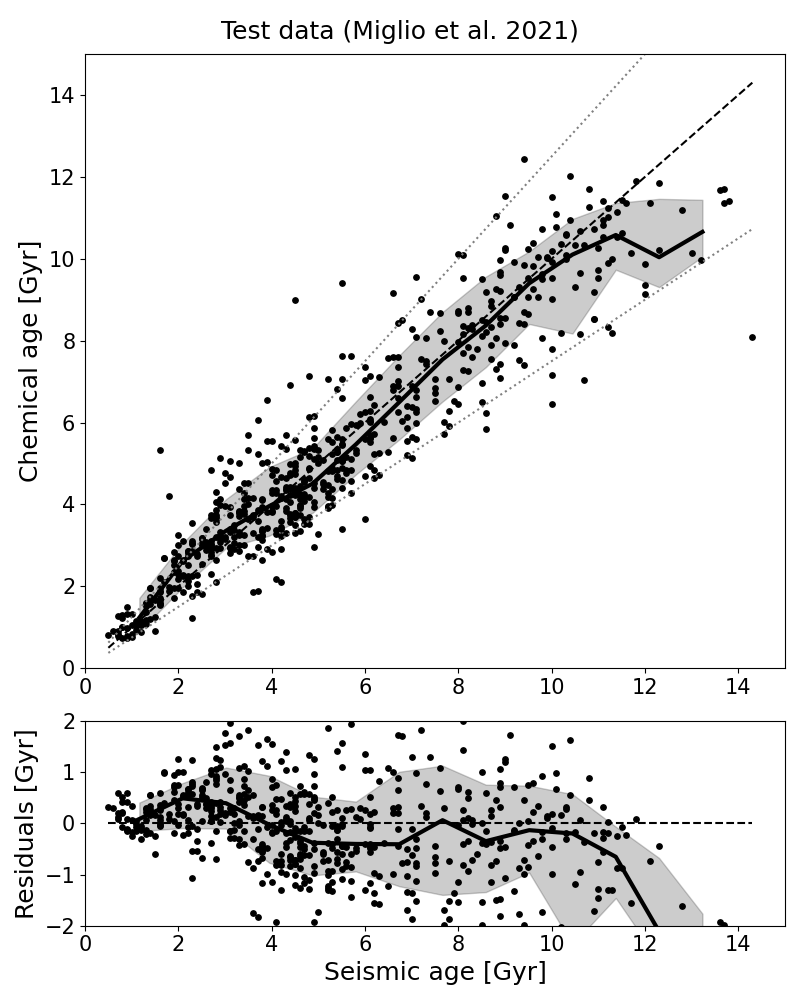 Test data (Miglio et al. 2021)
14
12
10
8
6
4
2
0
Chemical age [Gyr]
0 2 4 6 8 10 12 14
2
1
0
−1
−2
Residuals [Gyr]
0 2 4 6 8 10 12 14
Seismic age [Gyr]